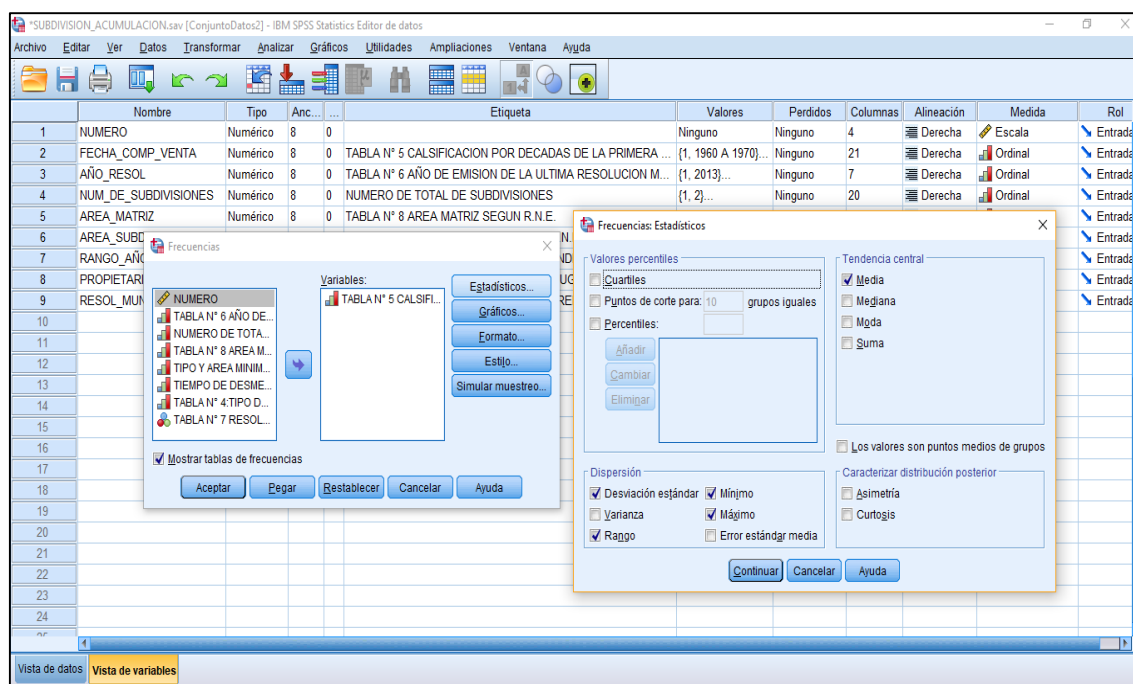 *SUBDIVISION_ACUMULACION.sav [ConjuntoDatos2] - IBM SPSS Statistics Editor de datos
Archivo Editar Ver Datos Transformar Analizar Gráficos Utilidades Ampliaciones Ventana Ayuda
Nombre Tipo Anc... ... Etiqueta Valores Perdidos Columnas Alineación Medida Rol
1 NUMERO Numérico 8 0 Ninguno Ninguno 4 Derecha Escala Entrada
2 FECHA_COMP_VENTA Numérico 8 0 TABLA N° 5 CALSIFICACION POR DECADAS DE LA PRIMERA ... {1, 1960 A 1970}... Ninguno 21 Derecha Ordinal Entrada
3 AÑO_RESOL Numérico 8 0 TABLA N° 6 AÑO DE EMISION DE LA ULTIMA RESOLUCION M... {1, 2013}... Ninguno 7 Derecha Ordinal Entrada
4 NUM_DE_SUBDIVISIONES Numérico 8 0 NUMERO DE TOTAL DE SUBDIVISIONES {1, 2}... Ninguno 20 Derecha Ordinal Entrada
5 AREA_MATRIZ Numérico 8 0 TABLA N° 8 AREA MATRIZ SEGUN R.N.E. Entrada
6 AREA_SUBD Entrada
7 RANGO_AÑO Entrada
8 PROPIETARI Entrada
9 RESOL_MUN Entrada
10
11
12
13
14
15
16
17
18
19
20
21
22
23
24
Frecuencias
NUMERO
TABLA N° 6 AÑO DE...
NUMERO DE TOTA...
TABLA N° 8 AREA M...
TIPO Y AREA MINIM...
TIEMPO DE DESME...
TABLA N° 4:TIPO D...
TABLA N° 7 RESOL...
Variables:
TABLA N° 5 CALSIFI...
Estadísticos...
Gráficos...
Formato...
Estilo...
Simular muestreo...
Mostrar tablas de frecuencias
Aceptar Pegar Restablecer Cancelar Ayuda
Frecuencias: Estadísticos
Valores percentiles
Cuartiles
Puntos de corte para: 10 grupos iguales
Percentiles:
Añadir
Cambiar
Eliminar
Tendencia central
Media
Mediana
Moda
Suma
Los valores son puntos medios de grupos
Dispersión
Desviación estándar Mínimo
Varianza Máximo
Rango Error estándar media
Caracterizar distribución posterior
Asimetría
Curtosis
Continuar Cancelar Ayuda
Vista de datos Vista de variables